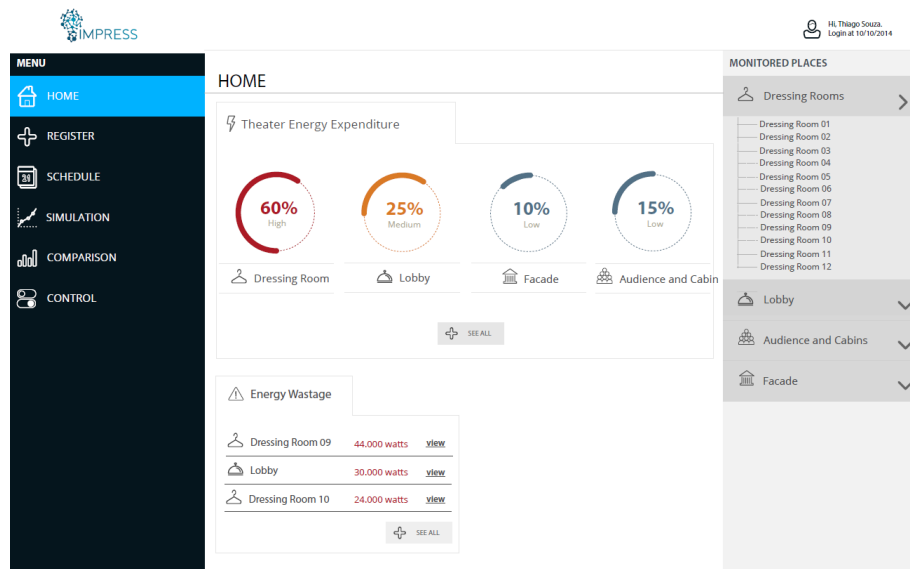 IMPRESS
Hi, Thiago Souza.
Login at 10/10/2014
MENU
HOME
REGISTER
SCHEDULE
SIMULATION
COMPARISON
CONTROL
HOME
Theater Energy Expenditure
60%
High
25%
Medium
10%
Low
15%
Low
Dressing Room
Lobby
Facade
Audience and Cabin
SEE ALL
Energy Wastage
Dressing Room 09 44.000 watts view
Lobby 30.000 watts view
Dressing Room 10 24.000 watts view
SEE ALL
MONITORED PLACES
Dressing Rooms
Dressing Room 01
Dressing Room 02
Dressing Room 03
Dressing Room 04
Dressing Room 05
Dressing Room 06
Dressing Room 07
Dressing Room 08
Dressing Room 09
Dressing Room 10
Dressing Room 11
Dressing Room 12
Lobby
Audience and Cabins
Facade